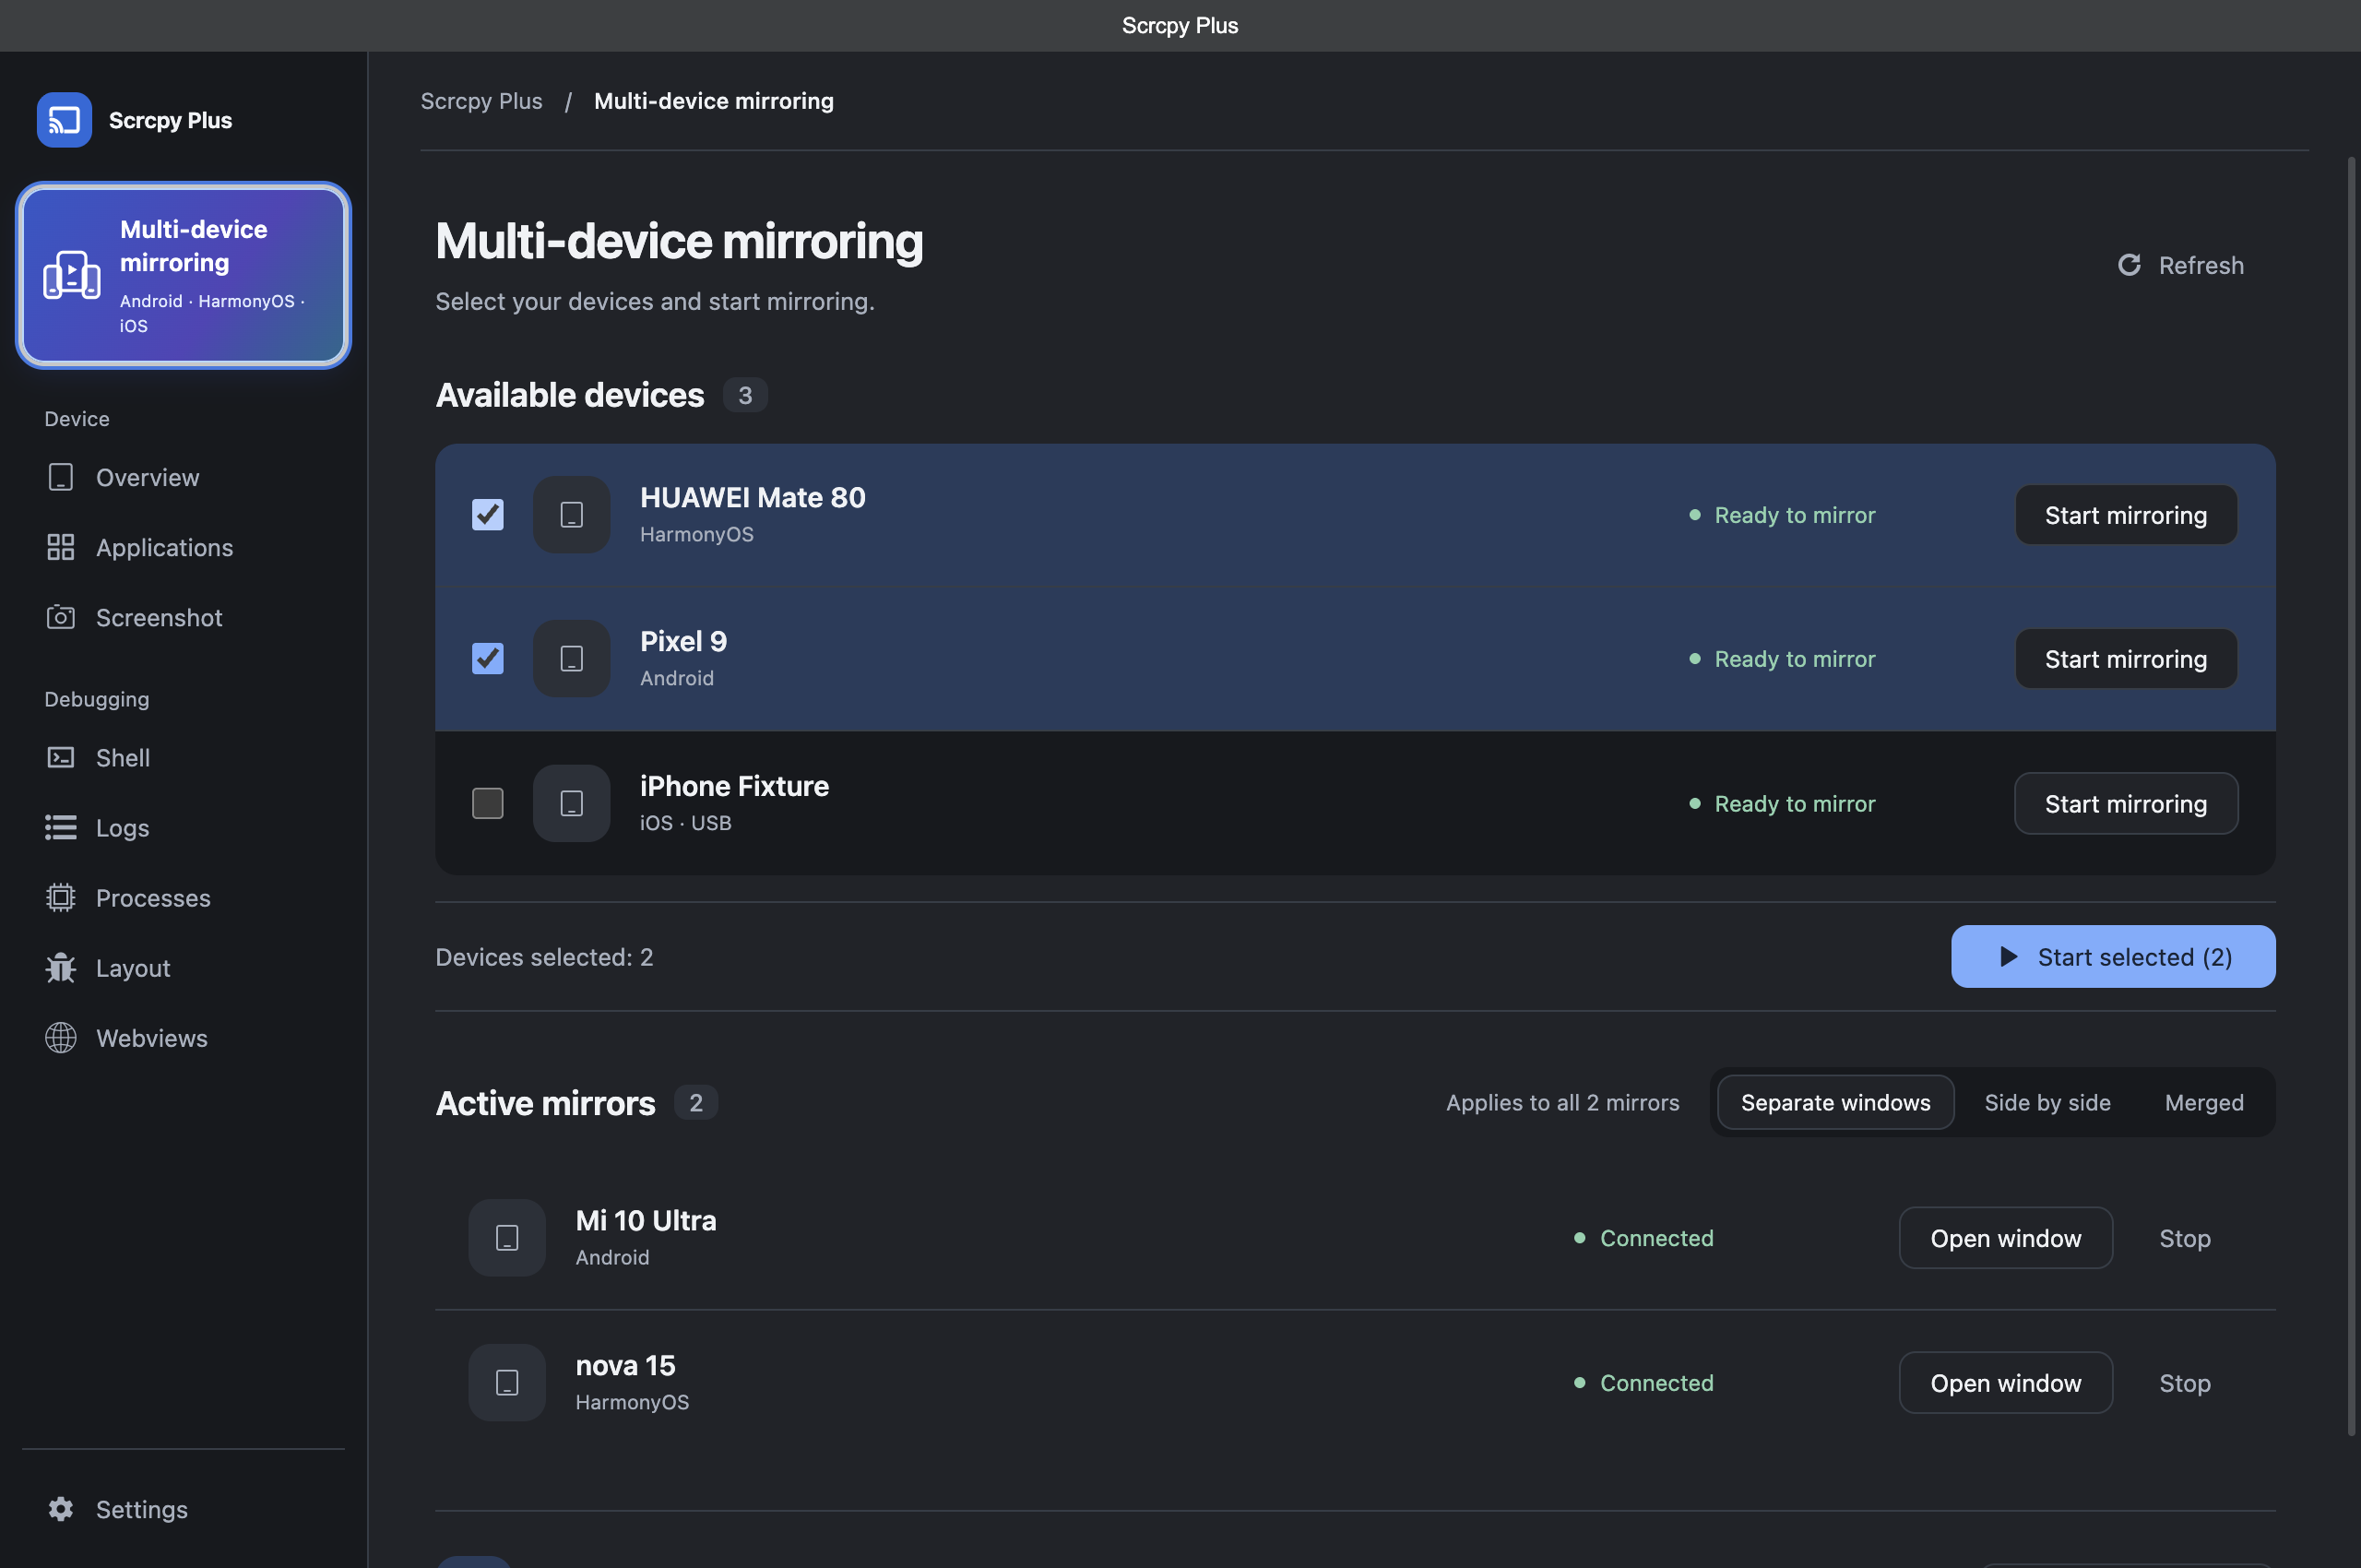 Scrcpy Plus
Scrcpy Plus
Multi-device
mirroring
Android · HarmonyOS ·
iOS
Device
Overview
Applications
Screenshot
Debugging
Shell
Logs
Processes
Layout
Webviews
Settings
Scrcpy Plus / Multi-device mirroring
Multi-device mirroring
Select your devices and start mirroring.
Refresh
Available devices 3
HUAWEI Mate 80
HarmonyOS
Ready to mirror
Start mirroring
Pixel 9
Android
Ready to mirror
Start mirroring
iPhone Fixture
iOS · USB
Ready to mirror
Start mirroring
Devices selected: 2
Start selected (2)
Active mirrors 2
Applies to all 2 mirrors
Separate windows
Side by side
Merged
Mi 10 Ultra
Android
Connected
Open window
Stop
nova 15
HarmonyOS
Connected
Open window
Stop